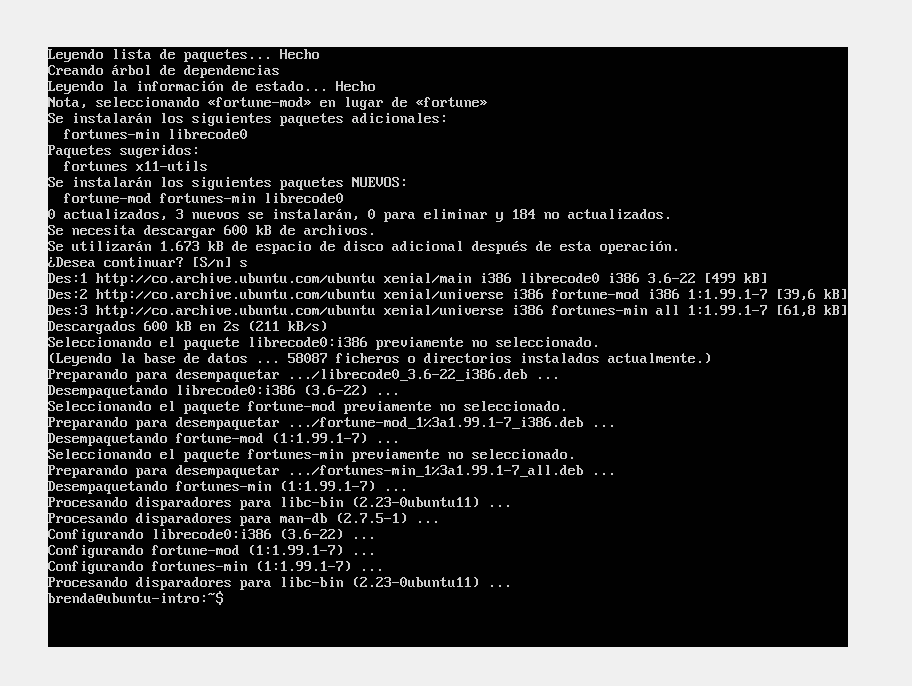 Leyendo lista de paquetes... Hecho
Creando árbol de dependencias
Leyendo la información de estado... Hecho
Nota, seleccionando «fortune-mod» en lugar de «fortune»
Se instalarán los siguientes paquetes adicionales:
  fortunes-min librecode0
Paquetes sugeridos:
  fortunes x11-utils
Se instalarán los siguientes paquetes NUEVOS:
  fortune-mod fortunes-min librecode0
0 actualizados, 3 nuevos se instalarán, 0 para eliminar y 184 no actualizados.
Se necesita descargar 600 kB de archivos.
Se utilizarán 1.673 kB de espacio de disco adicional después de esta operación.
¿Desea continuar? [S/n] s
Des:1 http://co.archive.ubuntu.com/ubuntu xenial/main i386 librecode0 i386 3.6-22 [499 kB]
Des:2 http://co.archive.ubuntu.com/ubuntu xenial/universe i386 fortune-mod i386 1:1.99.1-7 [39,6 kB]
Des:3 http://co.archive.ubuntu.com/ubuntu xenial/universe i386 fortunes-min all 1:1.99.1-7 [61,8 kB]
Descargados 600 kB en 2s (211 kB/s)
Seleccionando el paquete librecode0:i386 previamente no seleccionado.
(Leyendo la base de datos ... 58087 ficheros o directorios instalados actualmente.)
Preparando para desempaquetar .../librecode0_3.6-22_i386.deb ...
Desempaquetando librecode0:i386 (3.6-22) ...
Seleccionando el paquete fortune-mod previamente no seleccionado.
Preparando para desempaquetar .../fortune-mod_1%3a1.99.1-7_i386.deb ...
Desempaquetando fortune-mod (1:1.99.1-7) ...
Seleccionando el paquete fortunes-min previamente no seleccionado.
Preparando para desempaquetar .../fortunes-min_1%3a1.99.1-7_all.deb ...
Desempaquetando fortunes-min (1:1.99.1-7) ...
Procesando disparadores para libc-bin (2.23-0ubuntu11) ...
Procesando disparadores para man-db (2.7.5-1) ...
Configurando librecode0:i386 (3.6-22) ...
Configurando fortune-mod (1:1.99.1-7) ...
Configurando fortunes-min (1:1.99.1-7) ...
Procesando disparadores para libc-bin (2.23-0ubuntu11) ...
brenda@ubuntu-intro:~$